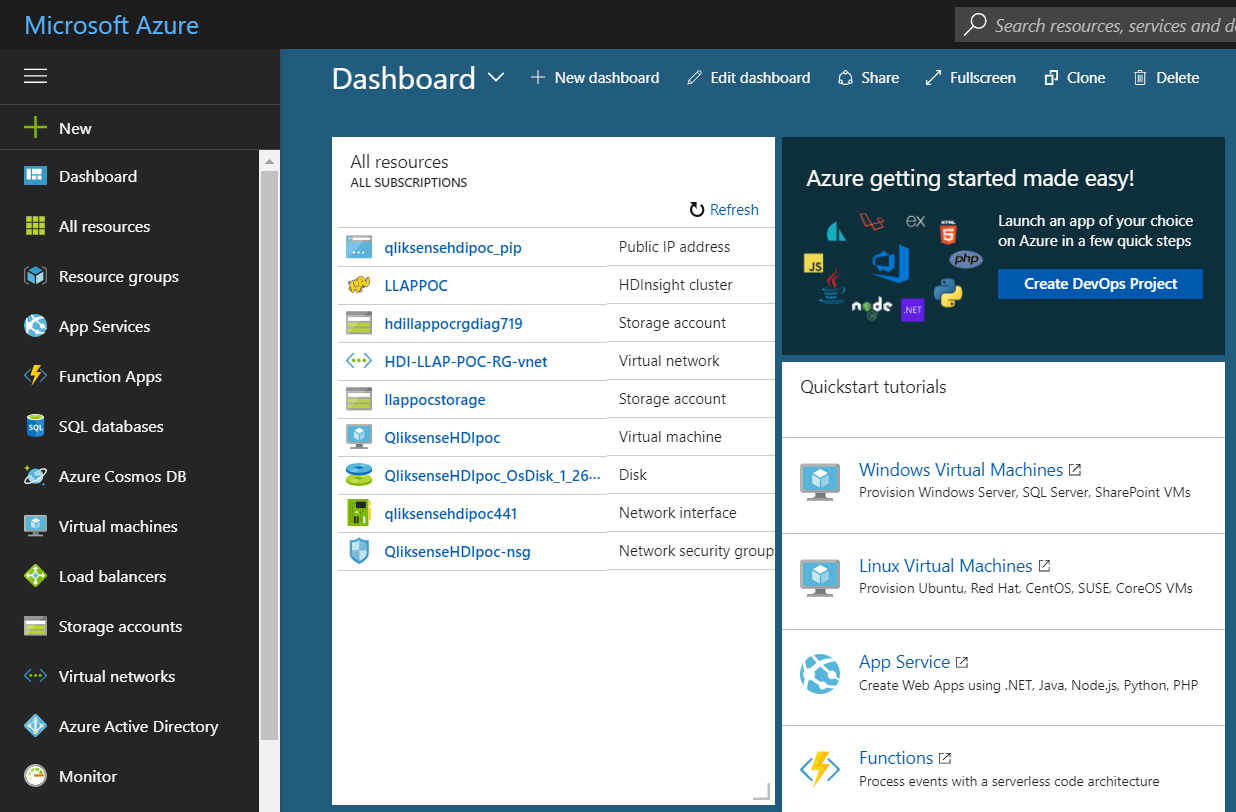 Microsoft Azure
Search resources, services and d
Dashboard
New dashboard
Edit dashboard
Share
Fullscreen
Clone
Delete
New
Dashboard
All resources
Resource groups
App Services
Function Apps
SQL databases
Azure Cosmos DB
Virtual machines
Load balancers
Storage accounts
Virtual networks
Azure Active Directory
Monitor
All resources
ALL SUBSCRIPTIONS
Refresh
qliksensehdipoc_pip Public IP address
LLAPPOC HDInsight cluster
hdillappocrgdiag719 Storage account
HDI-LLAP-POC-RG-vnet Virtual network
llappocstorage Storage account
QliksenseHDIpoc Virtual machine
QliksenseHDIpoc_OsDisk_1_26... Disk
qliksensehdipoc441 Network interface
QliksenseHDIpoc-nsg Network security group
Azure getting started made easy!
EX
HTML
5
JS
php
node
JS
.NET
Launch an app of your choice
on Azure in a few quick steps
Create DevOps Project
Quickstart tutorials
Windows Virtual Machines
Provision Windows Server, SQL Server, SharePoint VMs
Linux Virtual Machines
Provision Ubuntu, Red Hat, CentOS, SUSE, CoreOS VMs
App Service
Create Web Apps using .NET, Java, Node.js, Python, PHP
Functions
Process events with a serverless code architecture